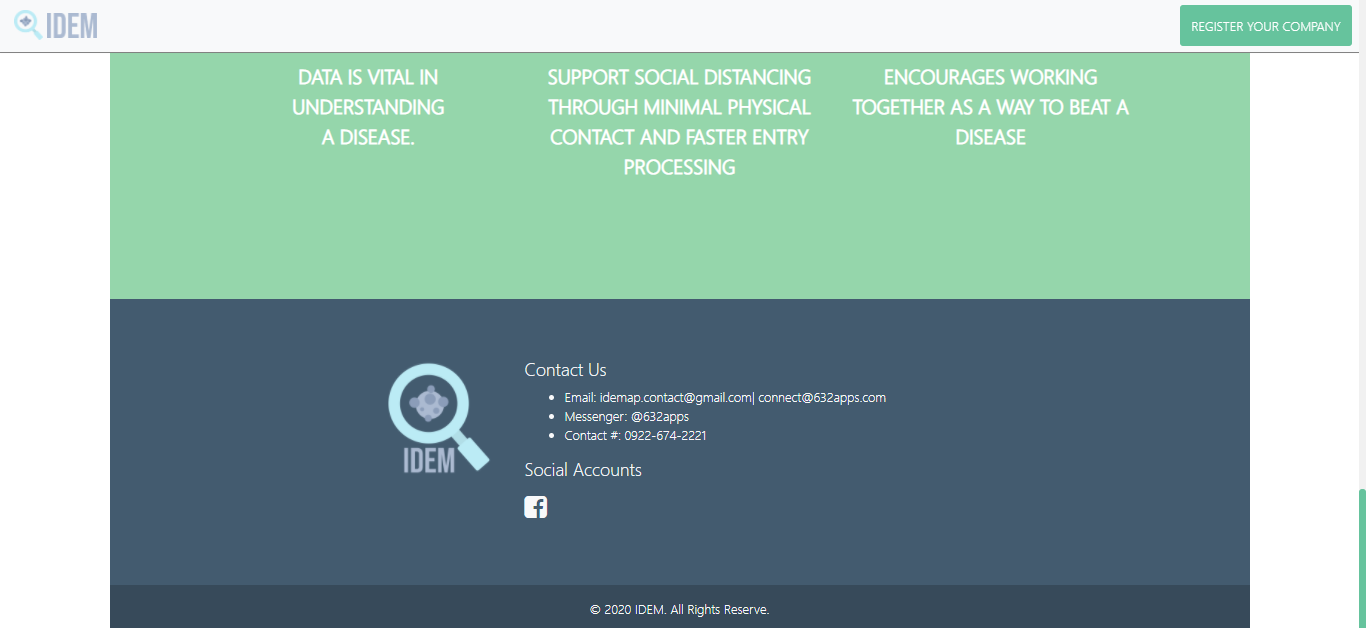 IDEM
REGISTER YOUR COMPANY
DATA IS VITAL IN
UNDERSTANDING
A DISEASE.
SUPPORT SOCIAL DISTANCING
THROUGH MINIMAL PHYSICAL
CONTACT AND FASTER ENTRY
PROCESSING
ENCOURAGES WORKING
TOGETHER AS A WAY TO BEAT A
DISEASE
IDEM
Contact Us
Email: idemap.contact@gmail.com| connect@632apps.com
Messenger: @632apps
Contact #: 0922-674-2221
Social Accounts
© 2020 IDEM. All Rights Reserve.